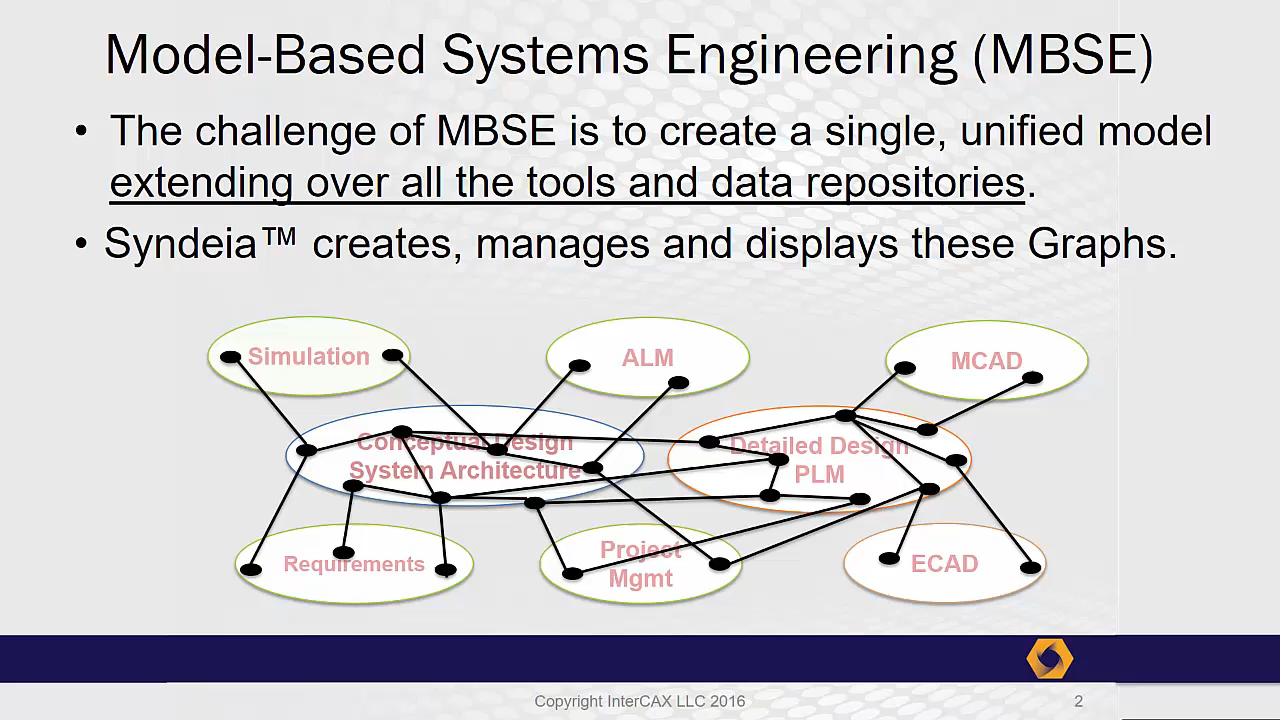 Model-Based Systems Engineering (MBSE)
• The challenge of MBSE is to create a single, unified model
extending over all the tools and data repositories.
• Syndeia™ creates, manages and displays these Graphs.
Simulation
ALM
MCAD
Conceptual Design
System Architecture
Detailed Design
PLM
Requirements
Project
Mgmt
ECAD
Copyright InterCAX LLC 2016
2